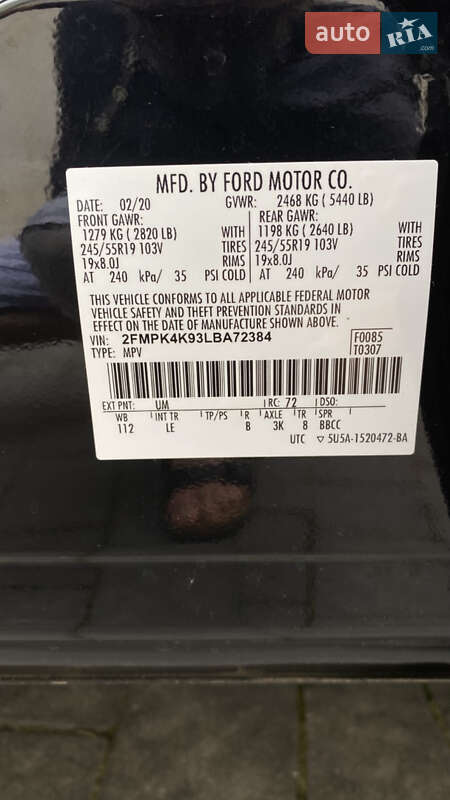 auto RIA
.com
MFD. BY FORD MOTOR CO.
DATE: 02/20 GVWR: 2468 KG (5440 LB)
FRONT GAWR: REAR GAWR:
1279 KG (2820 LB) WITH 1198 KG (2640 LB) WITH
245/55R19 103V TIRES 245/55R19 103V TIRES
19x8.0J RIMS 19x8.0J RIMS
AT 240 kPa/ 35 PSI COLD AT 240 kPa/ 35 PSI COLD
THIS VEHICLE CONFORMS TO ALL APPLICABLE FEDERAL MOTOR
VEHICLE SAFETY AND THEFT PREVENTION STANDARDS IN
EFFECT ON THE DATE OF MANUFACTURE SHOWN ABOVE.
VIN: 2FMPK4K93LBA72384 F0085
TYPE: MPV T0307
EXT PNT: UM RC: 72 DSO:
WB INT TR TP/PS R AXLE TR SPR
112 LE B 3K 8 BBCC
UTC ▽ 5U5A-1520472-BA